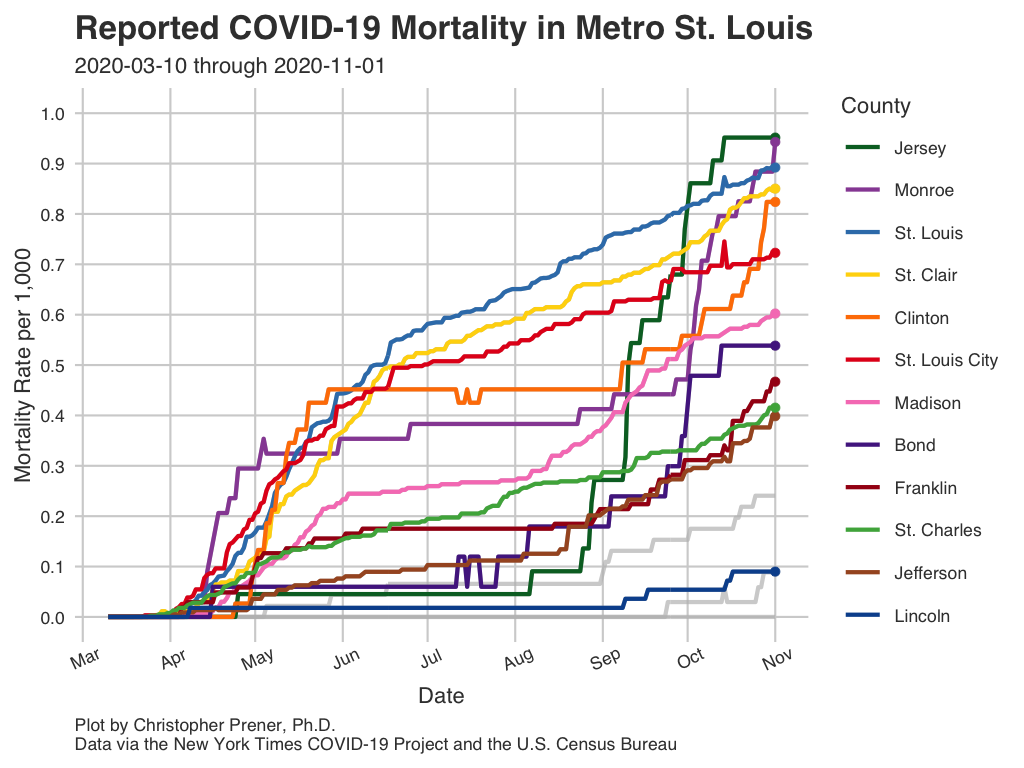 Reported COVID-19 Mortality in Metro St. Louis
2020-03-10 through 2020-11-01
Mortality Rate per 1,000
1.0
0.9
0.8
0.7
0.6
0.5
0.4
0.3
0.2
0.1
0.0
Mar Apr May Jun Jul Aug Sep Oct Nov
Date
County
Jersey
Monroe
St. Louis
St. Clair
Clinton
St. Louis City
Madison
Bond
Franklin
St. Charles
Jefferson
Lincoln
Plot by Christopher Prener, Ph.D.
Data via the New York Times COVID-19 Project and the U.S. Census Bureau